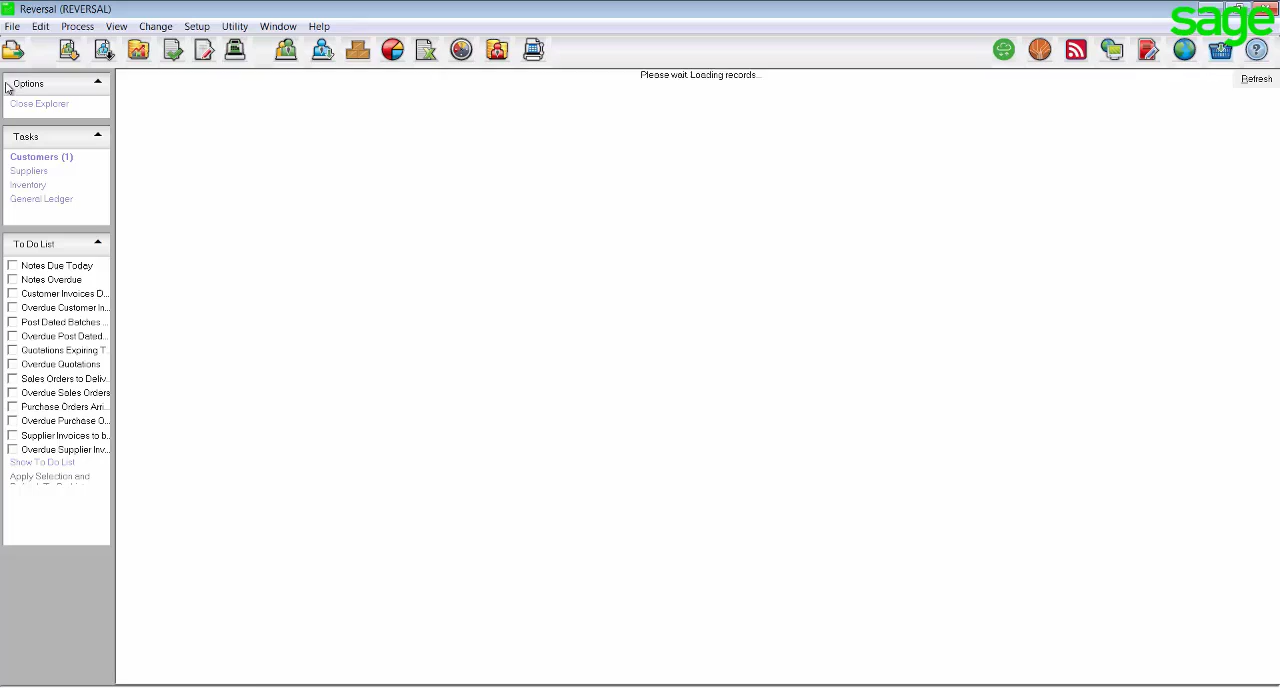 Reversal (REVERSAL)
sage
File Edit Process View Change Setup Utility Window Help
Please wait. Loading records...
Refresh
Options
Close Explorer
Tasks
Customers (1)
Suppliers
Inventory
General Ledger
To Do List
Notes Due Today
Notes Overdue
Customer Invoices D...
Overdue Customer In...
Post Dated Batches ...
Overdue Post Dated...
Quotations Expiring T...
Overdue Quotations
Sales Orders to Deliv...
Overdue Sales Orders
Purchase Orders Arri...
Overdue Purchase O...
Supplier Invoices to b...
Overdue Supplier Inv...
Show To Do List
Apply Selection and